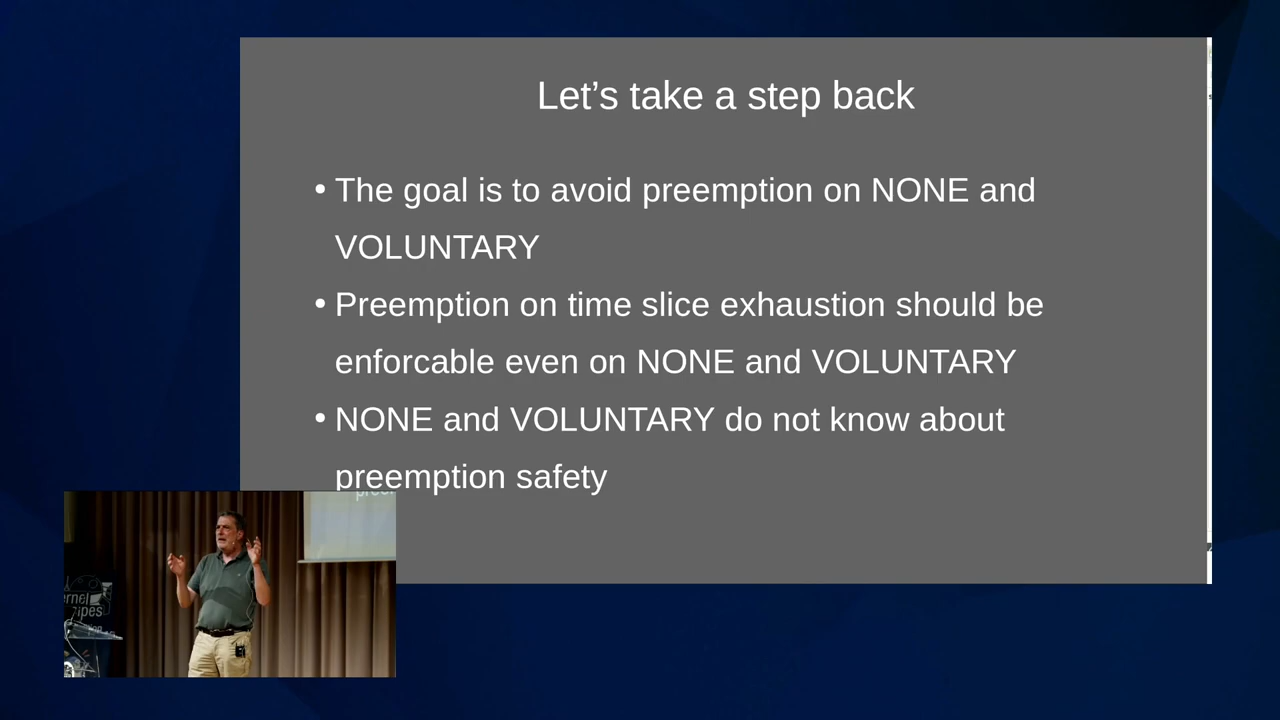 Let’s take a step back
• The goal is to avoid preemption on NONE and
VOLUNTARY
• Preemption on time slice exhaustion should be
enforcable even on NONE and VOLUNTARY
• NONE and VOLUNTARY do not know about
preemption safety